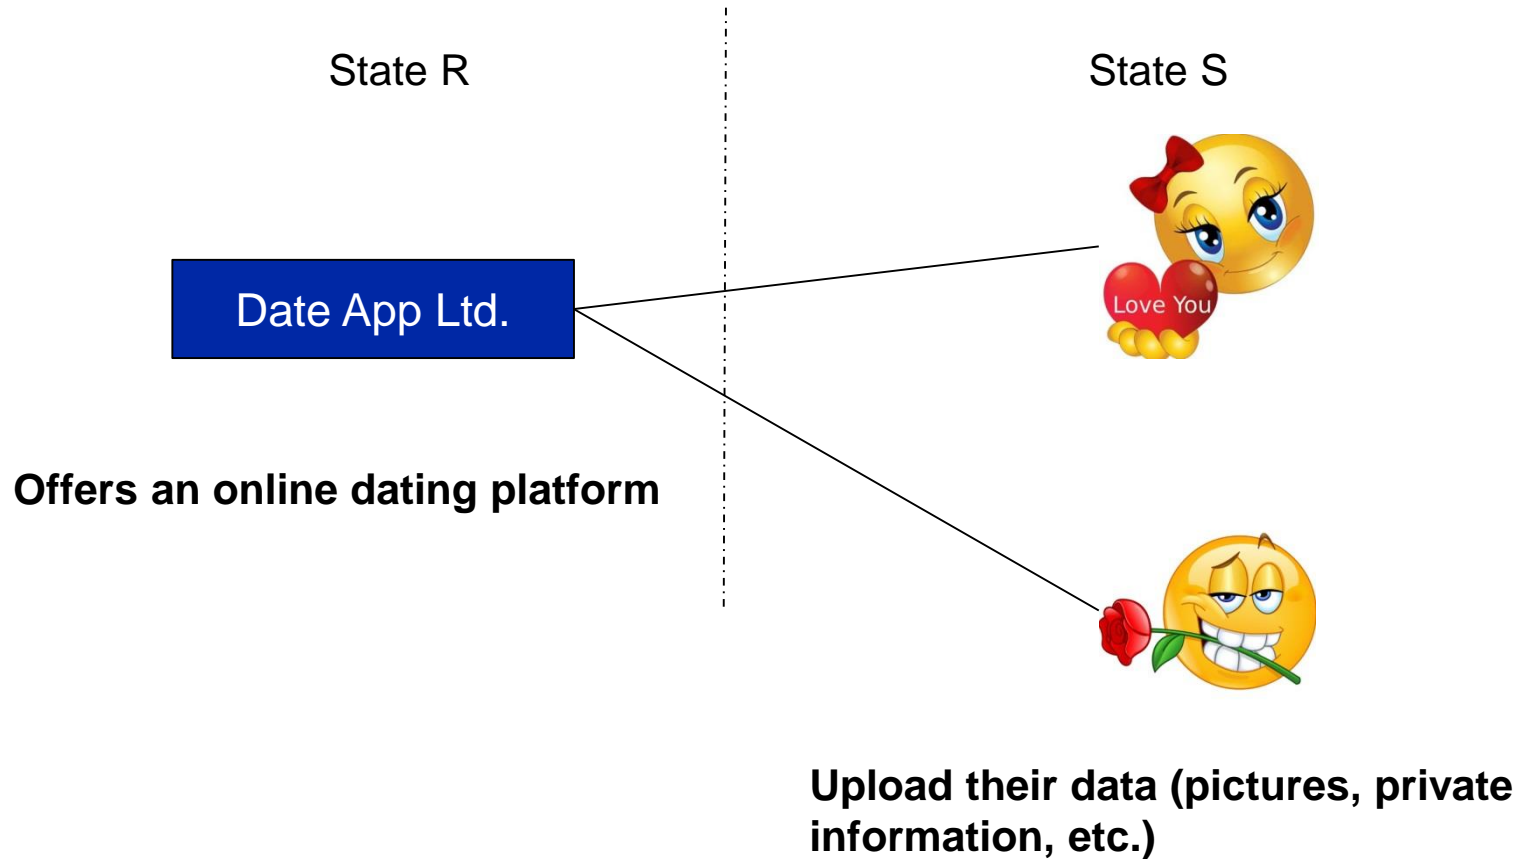 State R
State S
Love You
Date App Ltd.
Offers an online dating platform
Upload their data (pictures, private
information, etc.)